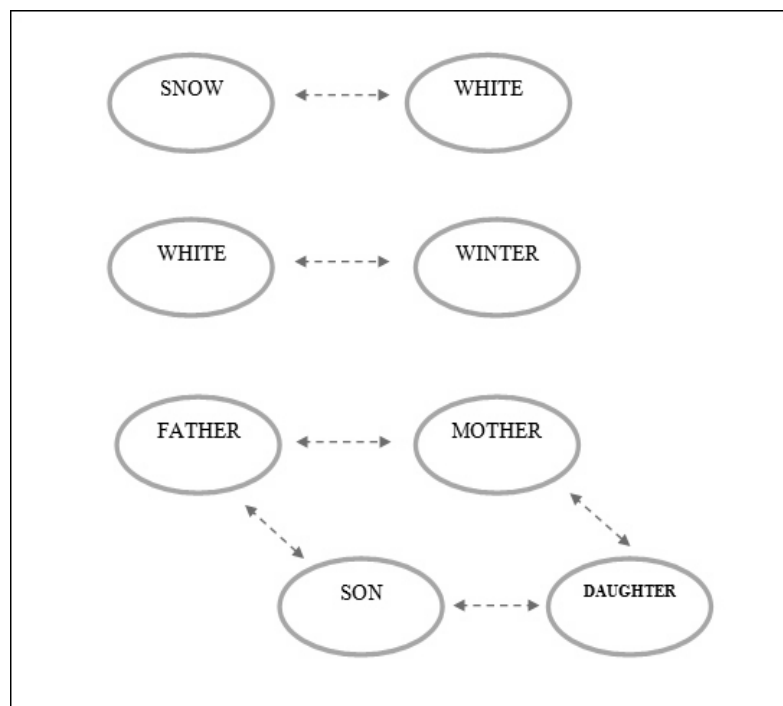 SNOW
WHITE
WHITE
WINTER
FATHER
MOTHER
SON
DAUGHTER